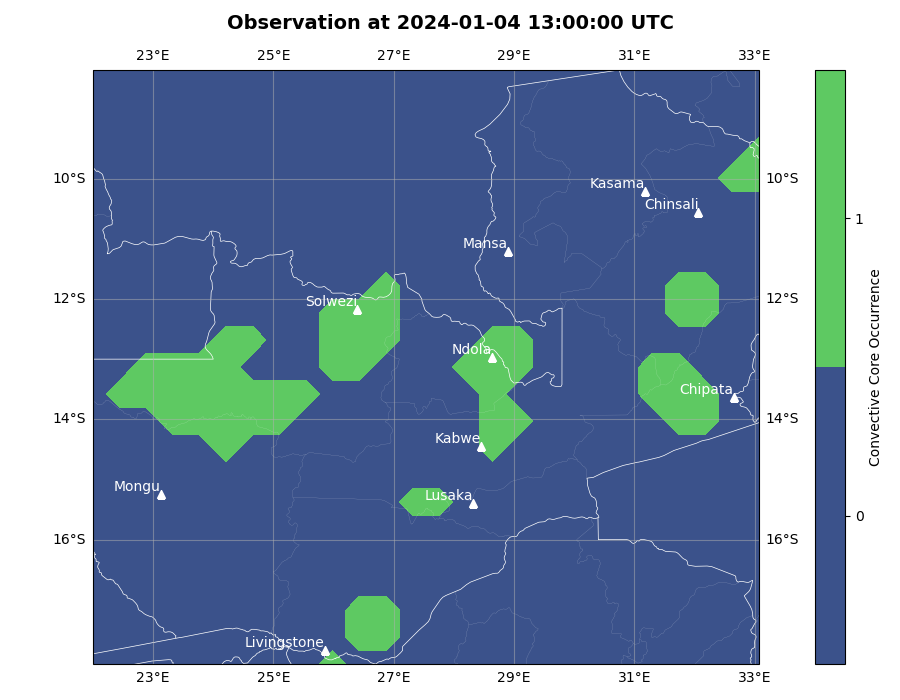 Observation at 2024-01-04 13:00:00 UTC
23°E 25°E 27°E 29°E 31°E 33°E
10°S 10°S
Kasama
Chinsali
Mansa
12°S 12°S
Solwezi
Ndola
Chipata
14°S 14°S
Kabwe
Mongu
Lusaka
16°S 16°S
Livingstone
23°E 25°E 27°E 29°E 31°E 33°E
1
0
Convective Core Occurrence